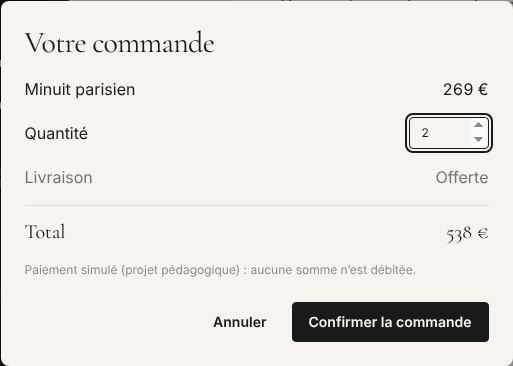 Votre commande
Minuit parisien 269 €
Quantité 2
Livraison Offerte
Total 538 €
Paiement simulé (projet pédagogique) : aucune somme n’est débitée.
Annuler Confirmer la commande